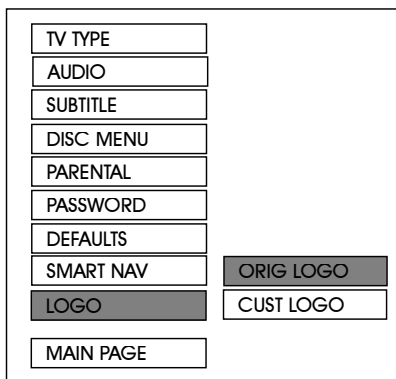 TV TYPE
AUDIO
SUBTITLE
DISC MENU
PARENTAL
PASSWORD
DEFAULTS
SMART NAV
ORIG LOGO
LOGO
CUST LOGO
MAIN PAGE